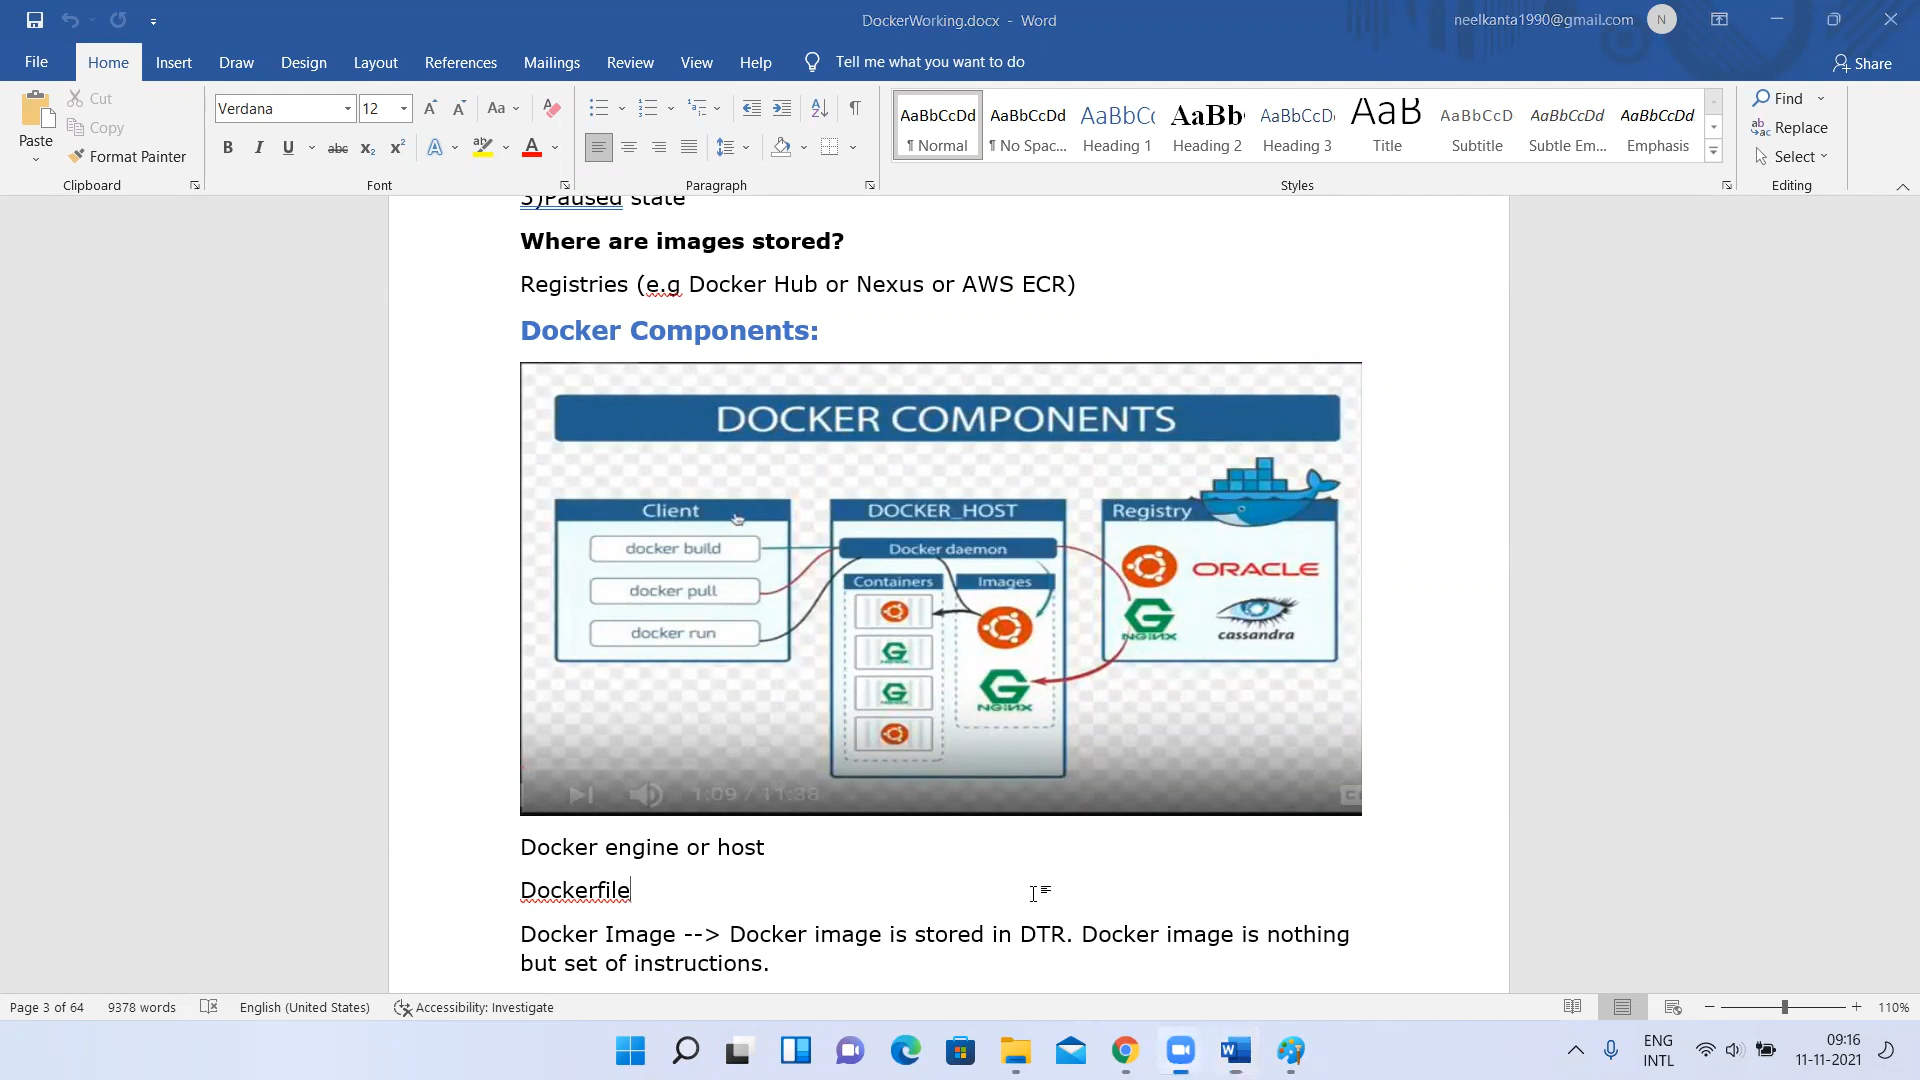 DockerWorking.docx - Word
neelkanta1990@gmail.com
N
File Home Insert Draw Design Layout References Mailings Review View Help Tell me what you want to do
Share
Paste
Cut
Copy
Format Painter
Verdana
12
Aa
B I U abc x₂ x² A A
AaBbCcDd AaBbCcDd AaBbCc AaBb AaBbCcD AaB AaBbCcD AaBbCcDd AaBbCcDd
¶ Normal ¶ No Spac... Heading 1 Heading 2 Heading 3 Title Subtitle Subtle Em... Emphasis
Find
Replace
Select
Clipboard Font Paragraph Styles Editing
3)Paused state
Where are images stored?
Registries (e.g Docker Hub or Nexus or AWS ECR)
Docker Components:
DOCKER COMPONENTS
Client DOCKER_HOST Registry
docker build
docker pull
docker run
Docker daemon
Containers Images
NGINX
ORACLE
NGINX
cassandra
1:09 / 11:38
Docker engine or host
Dockerfile
Docker Image --> Docker image is stored in DTR. Docker image is nothing
but set of instructions.
Page 3 of 64 9378 words English (United States) Accessibility: Investigate
110%
ENG
INTL
09:16
11-11-2021